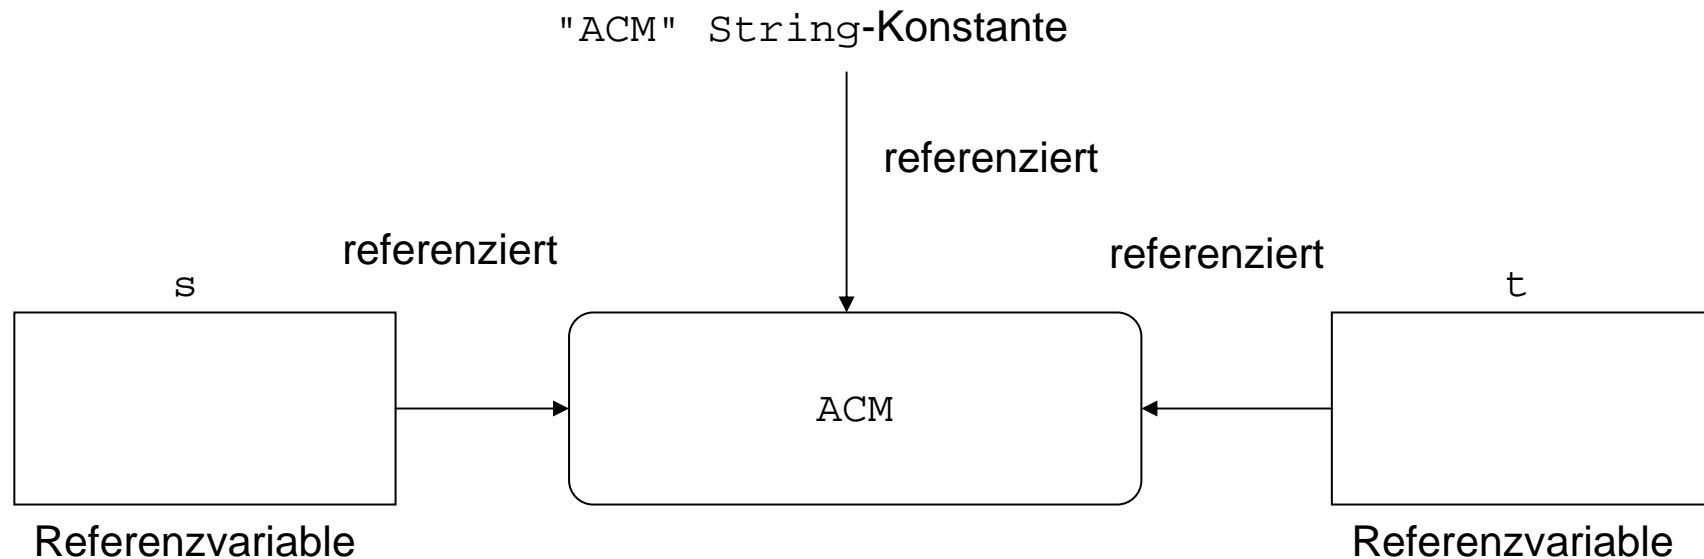 "ACM" String-Konstante
referenziert
referenziert
referenziert
s
t
ACM
Referenzvariable
Referenzvariable